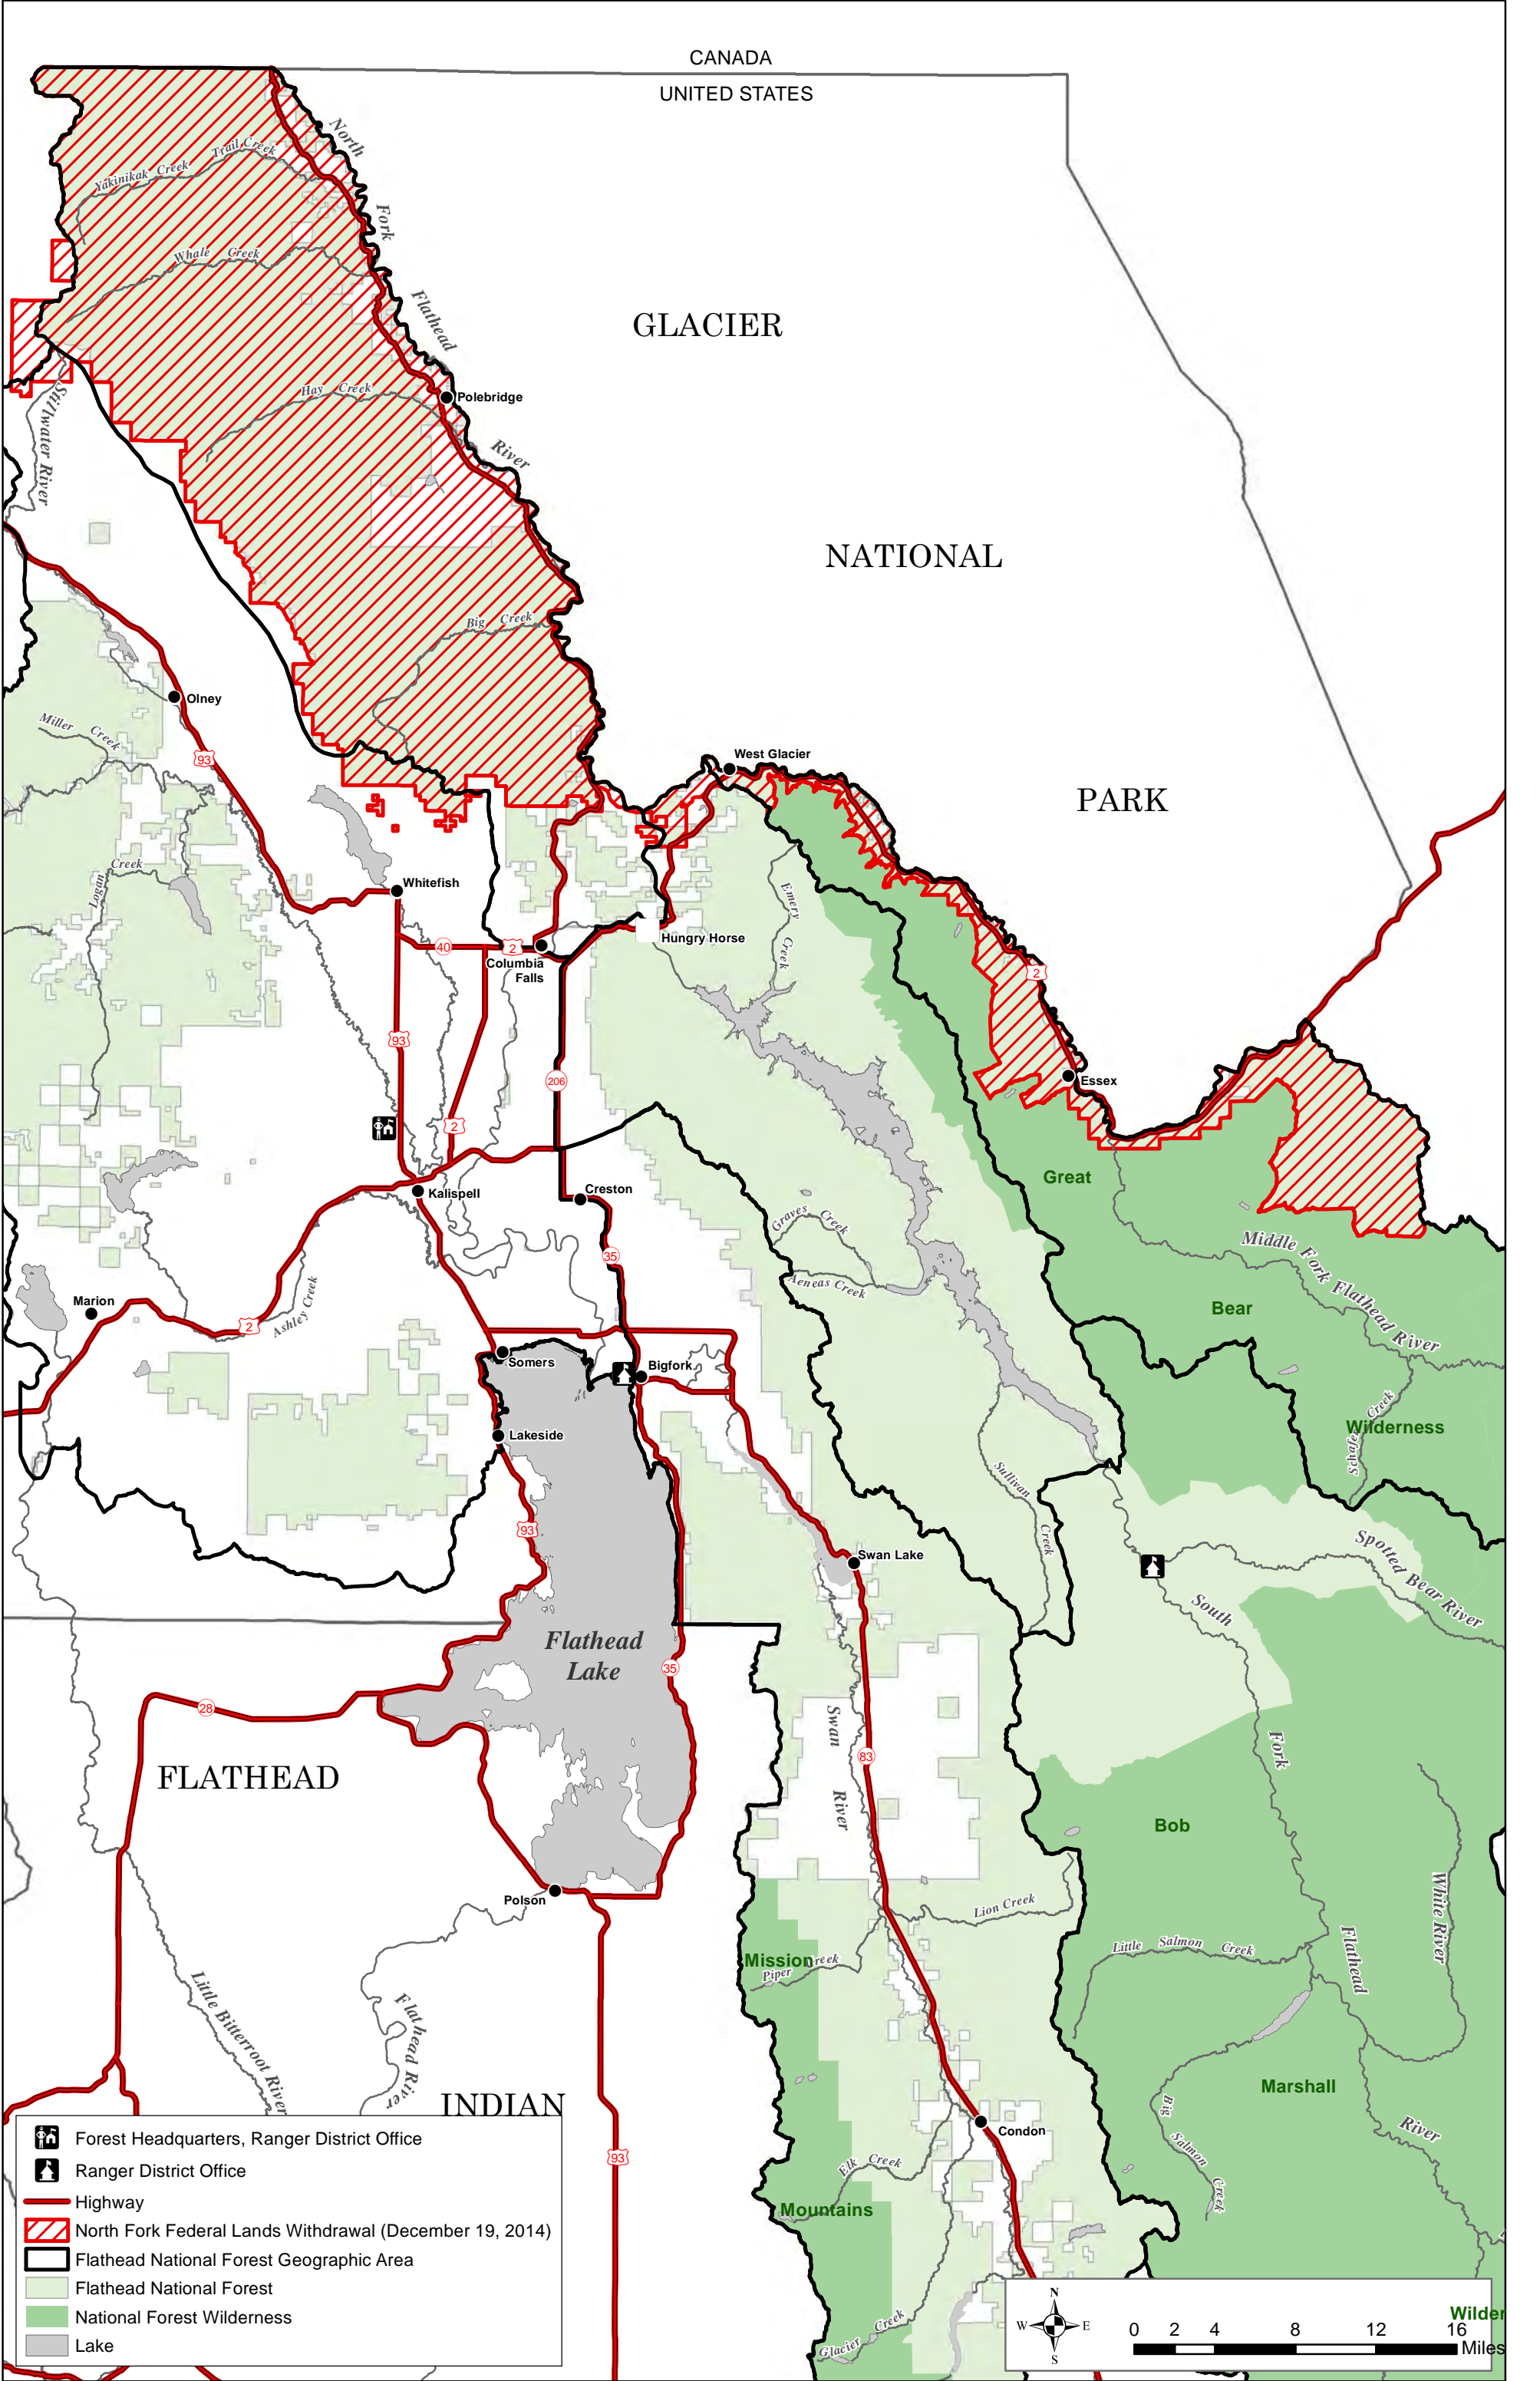 CANADA
UNITED STATES
North
Fork
Flathead
River
Trail Creek
Yakinikak Creek
Whale Creek
GLACIER
Hay Creek
Polebridge
Stillwater River
NATIONAL
Big Creek
Olney
Miller Creek
93
West Glacier
PARK
Logan Creek
Whitefish
Emery Creek
40
2
Columbia
Falls
Hungry Horse
2
93
206
Essex
2
Great
Kalispell
Creston
Graves Creek
35
Middle Fork Flathead River
Aeneas Creek
Marion
2
Ashley Creek
Bear
Somers
Bigfork
Schafer Creek
Wilderness
Lakeside
Sullivan Creek
93
Swan Lake
Spotted Bear River
South
Fork
Flathead
River
Flathead
Lake
35
28
Swan
River
83
FLATHEAD
Bob
White River
Polson
Lion Creek
Little Salmon Creek
Mission
Piper Creek
Little Bitterroot River
Flathead River
Marshall
INDIAN
Big Salmon Creek
Condon
93
Elk Creek
Mountains
Glacier Creek
Forest Headquarters, Ranger District Office
Ranger District Office
Highway
North Fork Federal Lands Withdrawal (December 19, 2014)
Flathead National Forest Geographic Area
Flathead National Forest
National Forest Wilderness
Lake
N
W E
S
Wilder
0 2 4 8 12 16
Miles